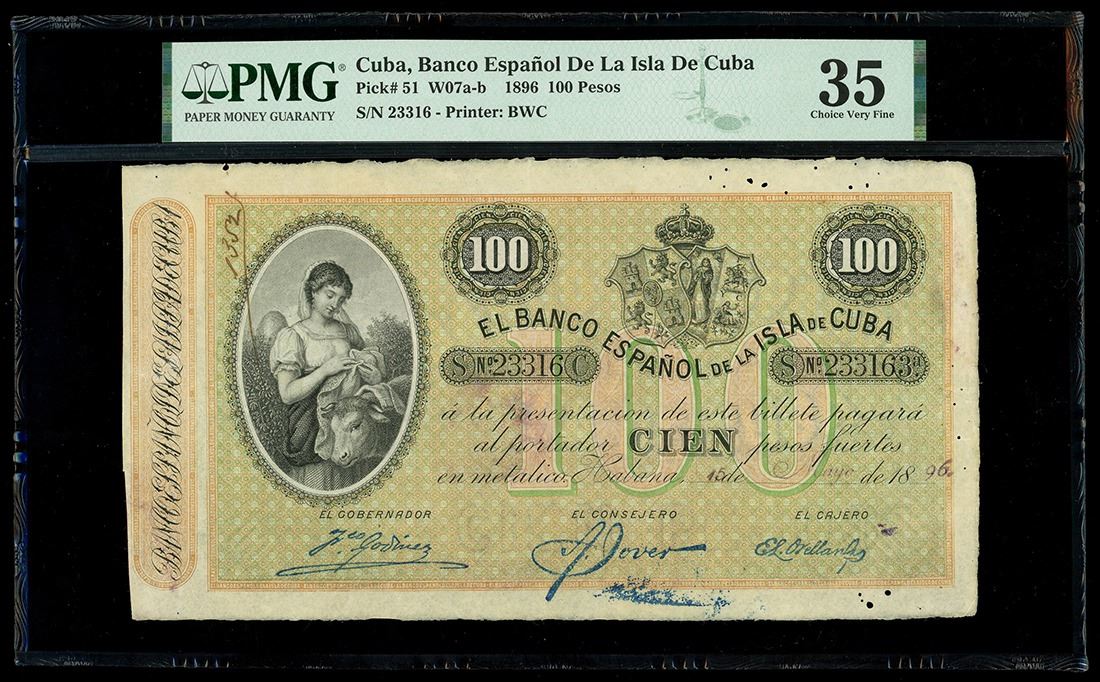 PMG®
PAPER MONEY GUARANTY
Cuba, Banco Español De La Isla De Cuba
Pick# 51 W07a-b 1896 100 Pesos
S/N 23316 - Printer: BWC
35
Choice Very Fine
100
100
EL BANCO ESPAÑOL DE LA ISLA DE CUBA
S Nº 23316 C
S Nº 23316 3ª
100
á la presentacion de este billete pagará
al portador CIEN pesos fuertes
en metalico. Habana, 15 de Mayo de 1896
EL GOBERNADOR
EL CONSEJERO
EL CAJERO